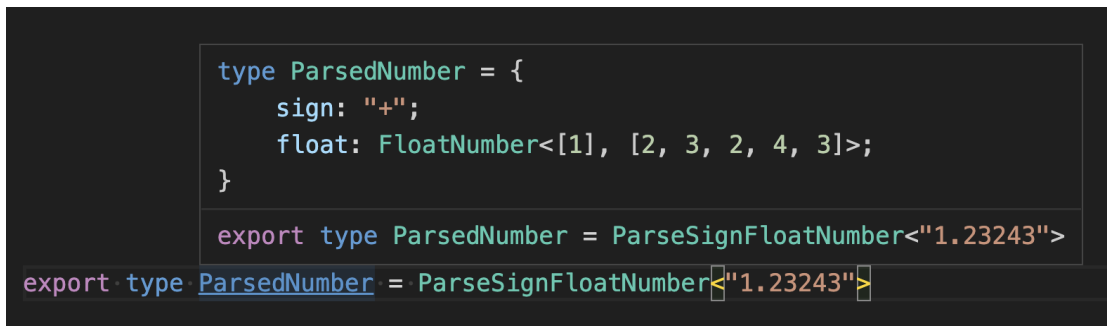 type ParsedNumber = {
    sign: "+";
    float: FloatNumber<[1], [2, 3, 2, 4, 3]>;
}
export type ParsedNumber = ParseSignFloatNumber<"1.23243">
export type ParsedNumber = ParseSignFloatNumber<"1.23243">